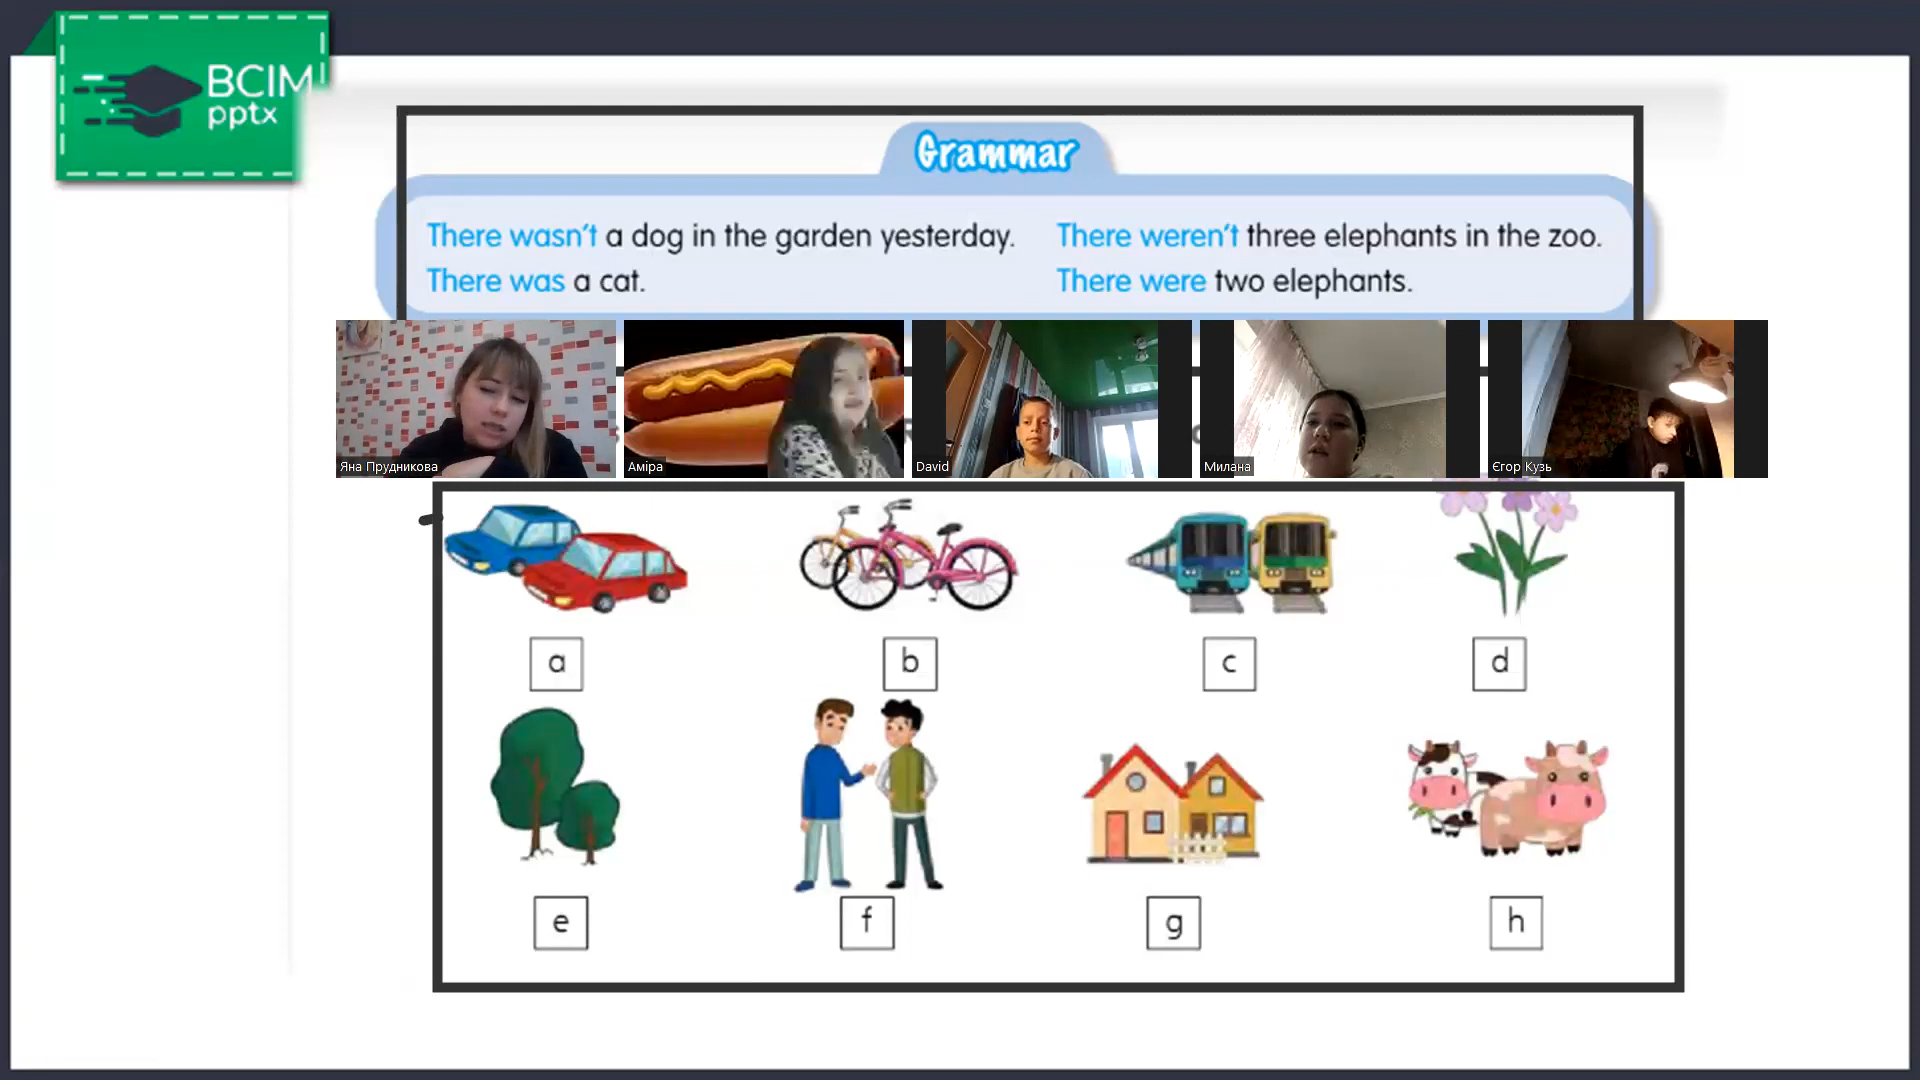 BCIM
pptx
Grammar
There wasn't a dog in the garden yesterday.
There was a cat.
There weren't three elephants in the zoo.
There were two elephants.
Яна Прудникова
Аміра
David
Милана
Єгор Кузь
a
b
c
d
e
f
g
h